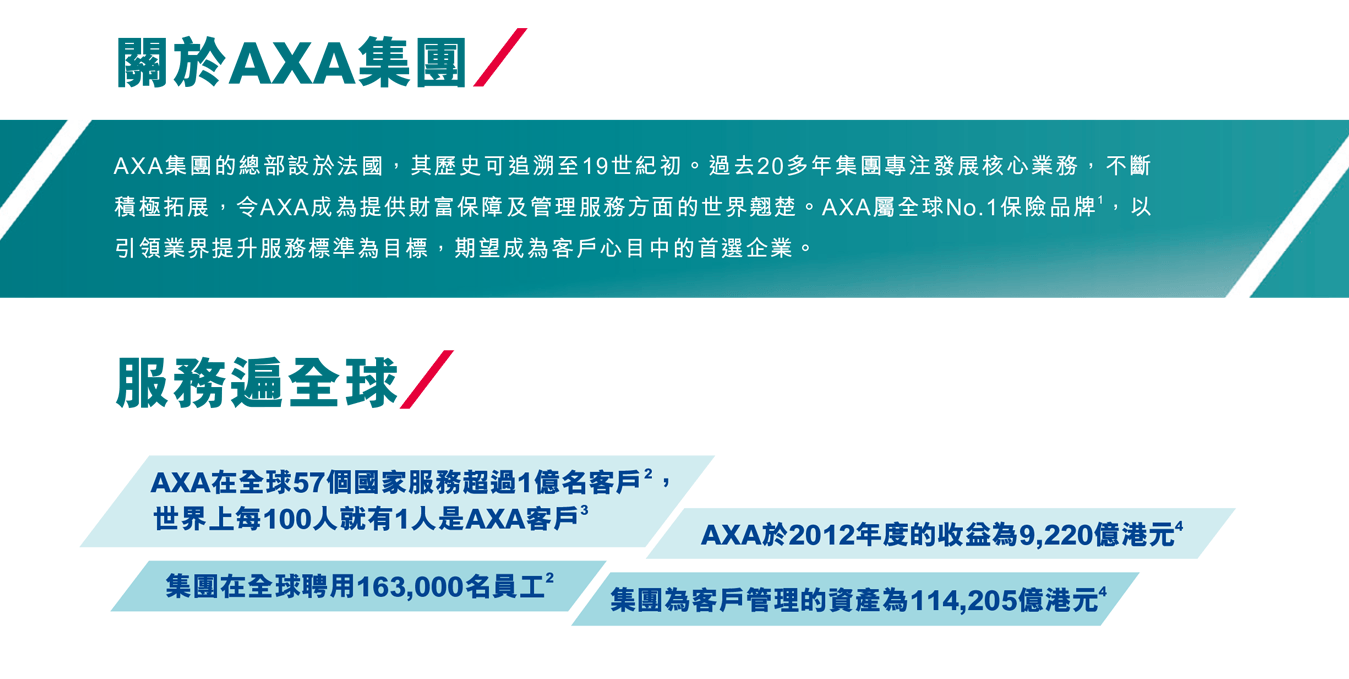 關於AXA集團
AXA集團的總部設於法國，其歷史可追溯至19世紀初。過去20多年集團專注發展核心業務，不斷
積極拓展，令AXA成為提供財富保障及管理服務方面的世界翹楚。AXA屬全球No.1保險品牌¹，以
引領業界提升服務標準為目標，期望成為客戶心目中的首選企業。
服務遍全球
AXA在全球57個國家服務超過1億名客戶²，
世界上每100人就有1人是AXA客戶³
AXA於2012年度的收益為9,220億港元⁴
集團在全球聘用163,000名員工²
集團為客戶管理的資產為114,205億港元⁴